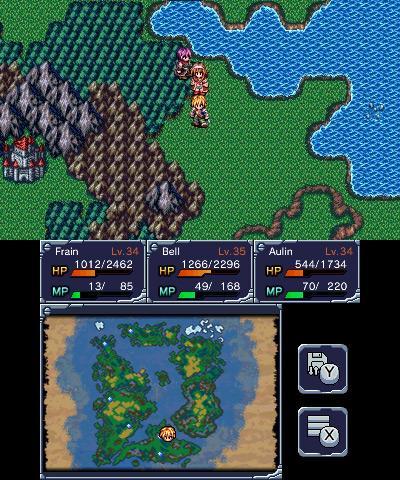 Frain Lv.34
HP 1012/2462
MP 13/ 85
Bell Lv.35
HP 1266/2296
MP 49/ 168
Aulin Lv.34
HP 544/1734
MP 70/ 220
Y
X